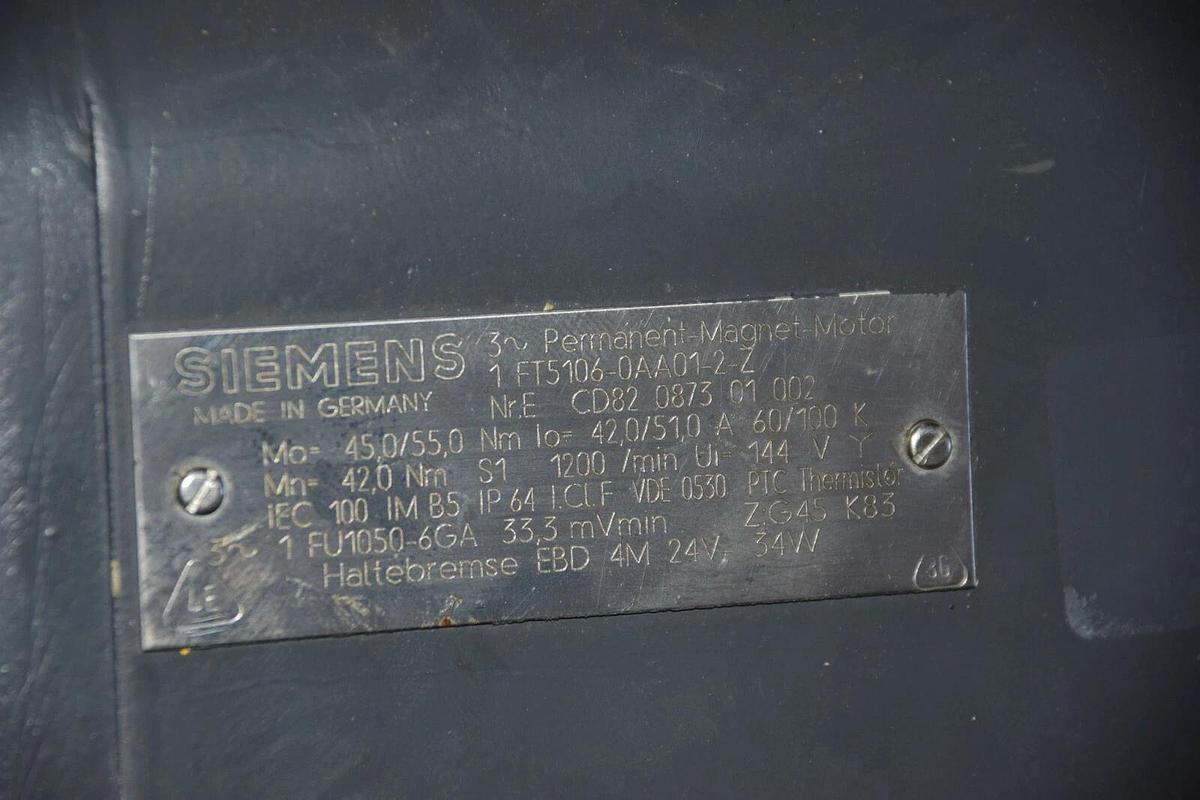 SIEMENS 3~ Permanent-Magnet-Motor
1 FT5106-0AA01-2-Z
MADE IN GERMANY Nr.E CD82 0873 01 002
Mo= 45,0/55,0 Nm Io= 42,0/51,0 A 60/100 K
Mn= 42,0 Nm S1 1200 /min Ui= 144 V Y
IEC 100 IM B5 IP 64 I.Cl.F VDE 0530 PTC Thermistor
3~ 1 FU1050-6GA 33,3 mVmin Z.G45 K83
Haltebremse EBD 4M 24V- 34W
LE
3G